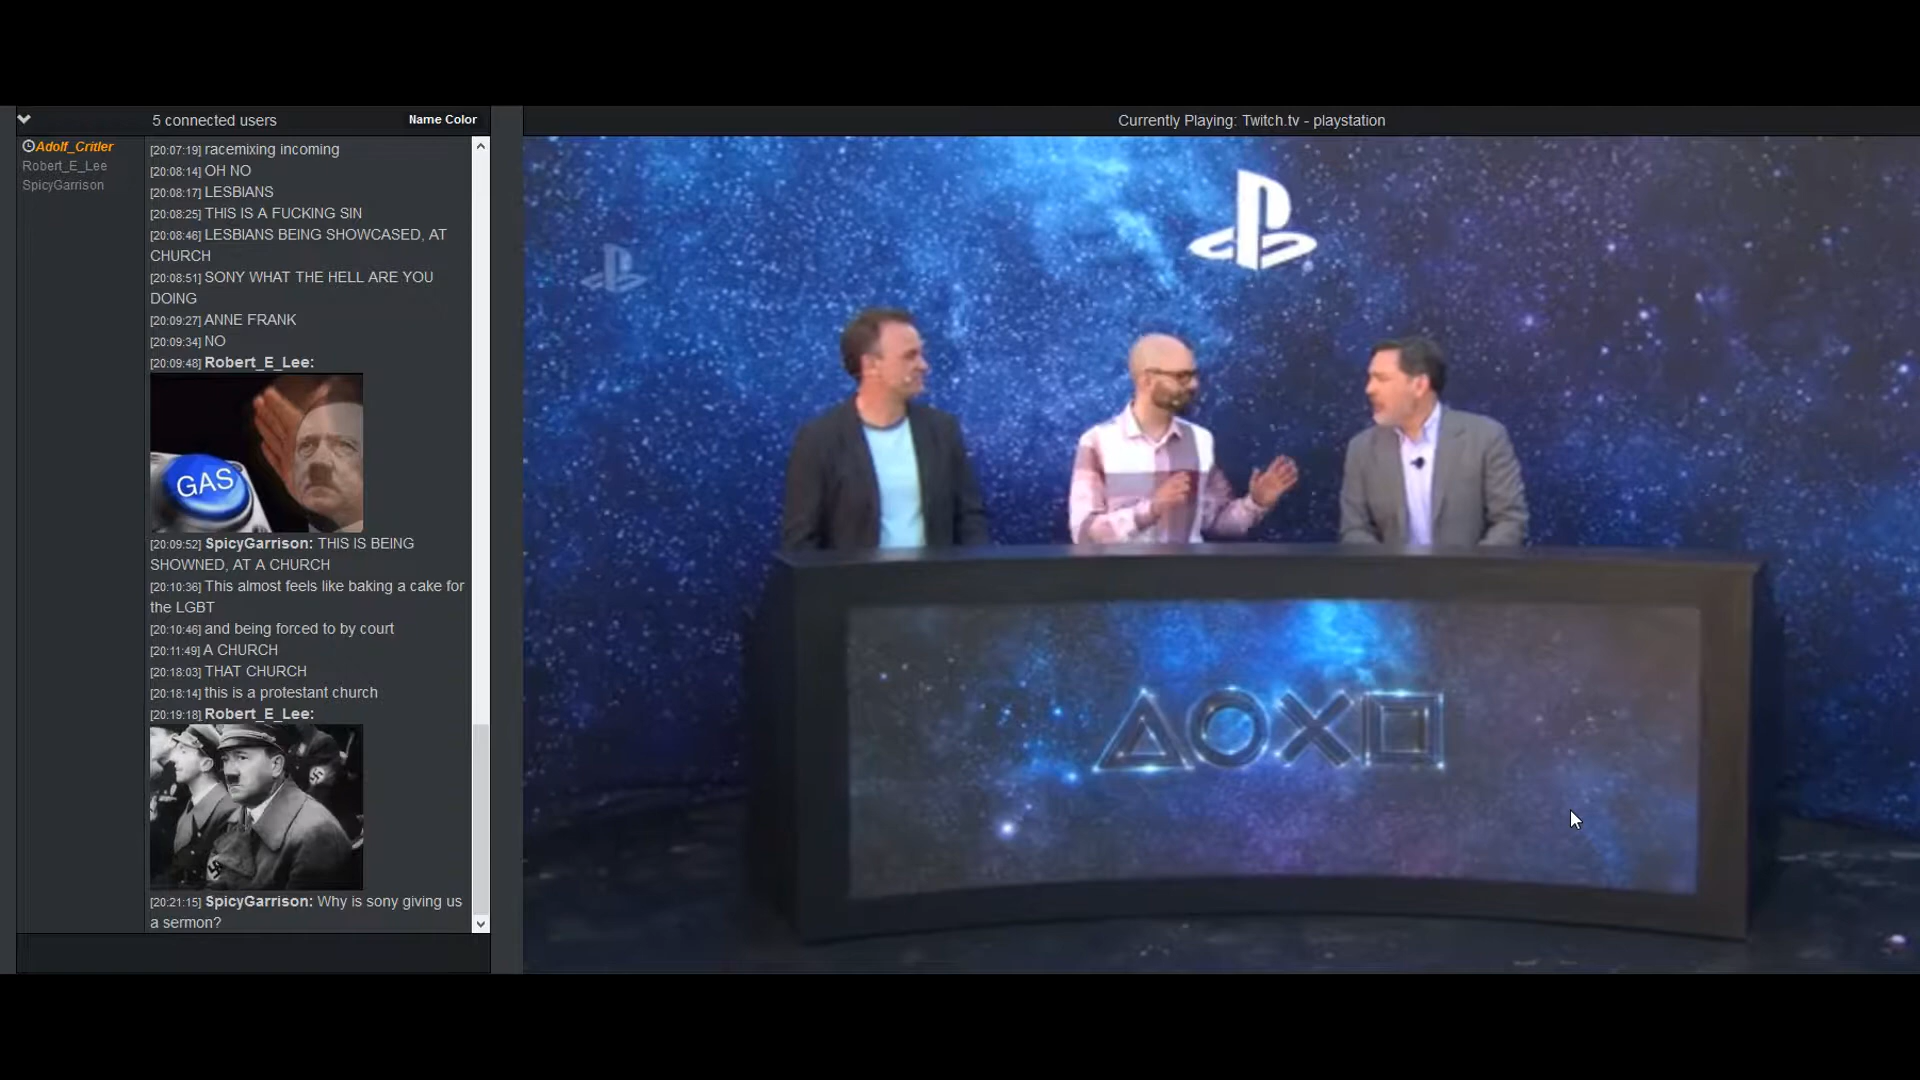 5 connected users
Name Color
Currently Playing: Twitch.tv - playstation
Adolf_Critler
Robert_E_Lee
SpicyGarrison
[20:07:19] racemixing incoming
[20:08:14] OH NO
[20:08:17] LESBIANS
[20:08:25] THIS IS A FUCKING SIN
[20:08:46] LESBIANS BEING SHOWCASED, AT
CHURCH
[20:08:51] SONY WHAT THE HELL ARE YOU
DOING
[20:09:27] ANNE FRANK
[20:09:34] NO
[20:09:48] Robert_E_Lee:
GAS
[20:09:52] SpicyGarrison: THIS IS BEING
SHOWNED, AT A CHURCH
[20:10:36] This almost feels like baking a cake for
the LGBT
[20:10:46] and being forced to by court
[20:11:49] A CHURCH
[20:18:03] THAT CHURCH
[20:18:14] this is a protestant church
[20:19:18] Robert_E_Lee:
[20:21:15] SpicyGarrison: Why is sony giving us
a sermon?